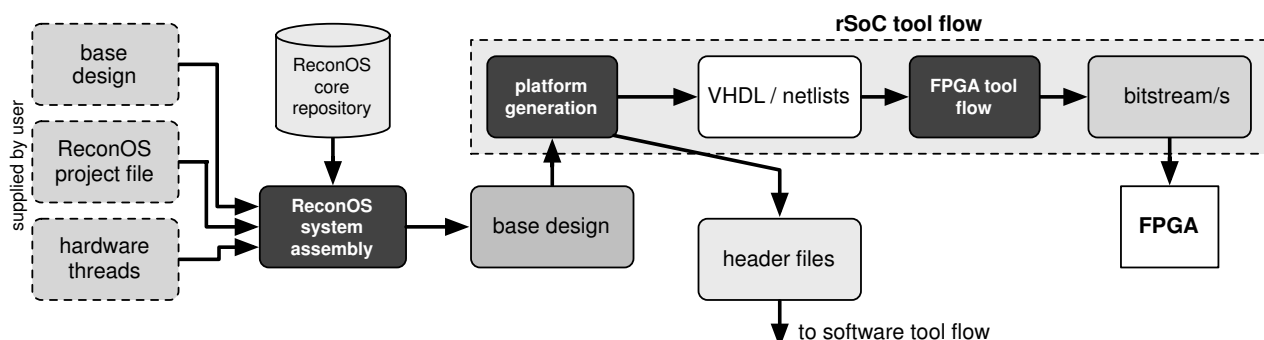 rSoC tool flow
supplied by user
base
design
ReconOS
project file
hardware
threads
ReconOS
core
repository
ReconOS
system
assembly
base design
platform
generation
VHDL / netlists
FPGA tool
flow
bitstream/s
header files
FPGA
to software tool flow